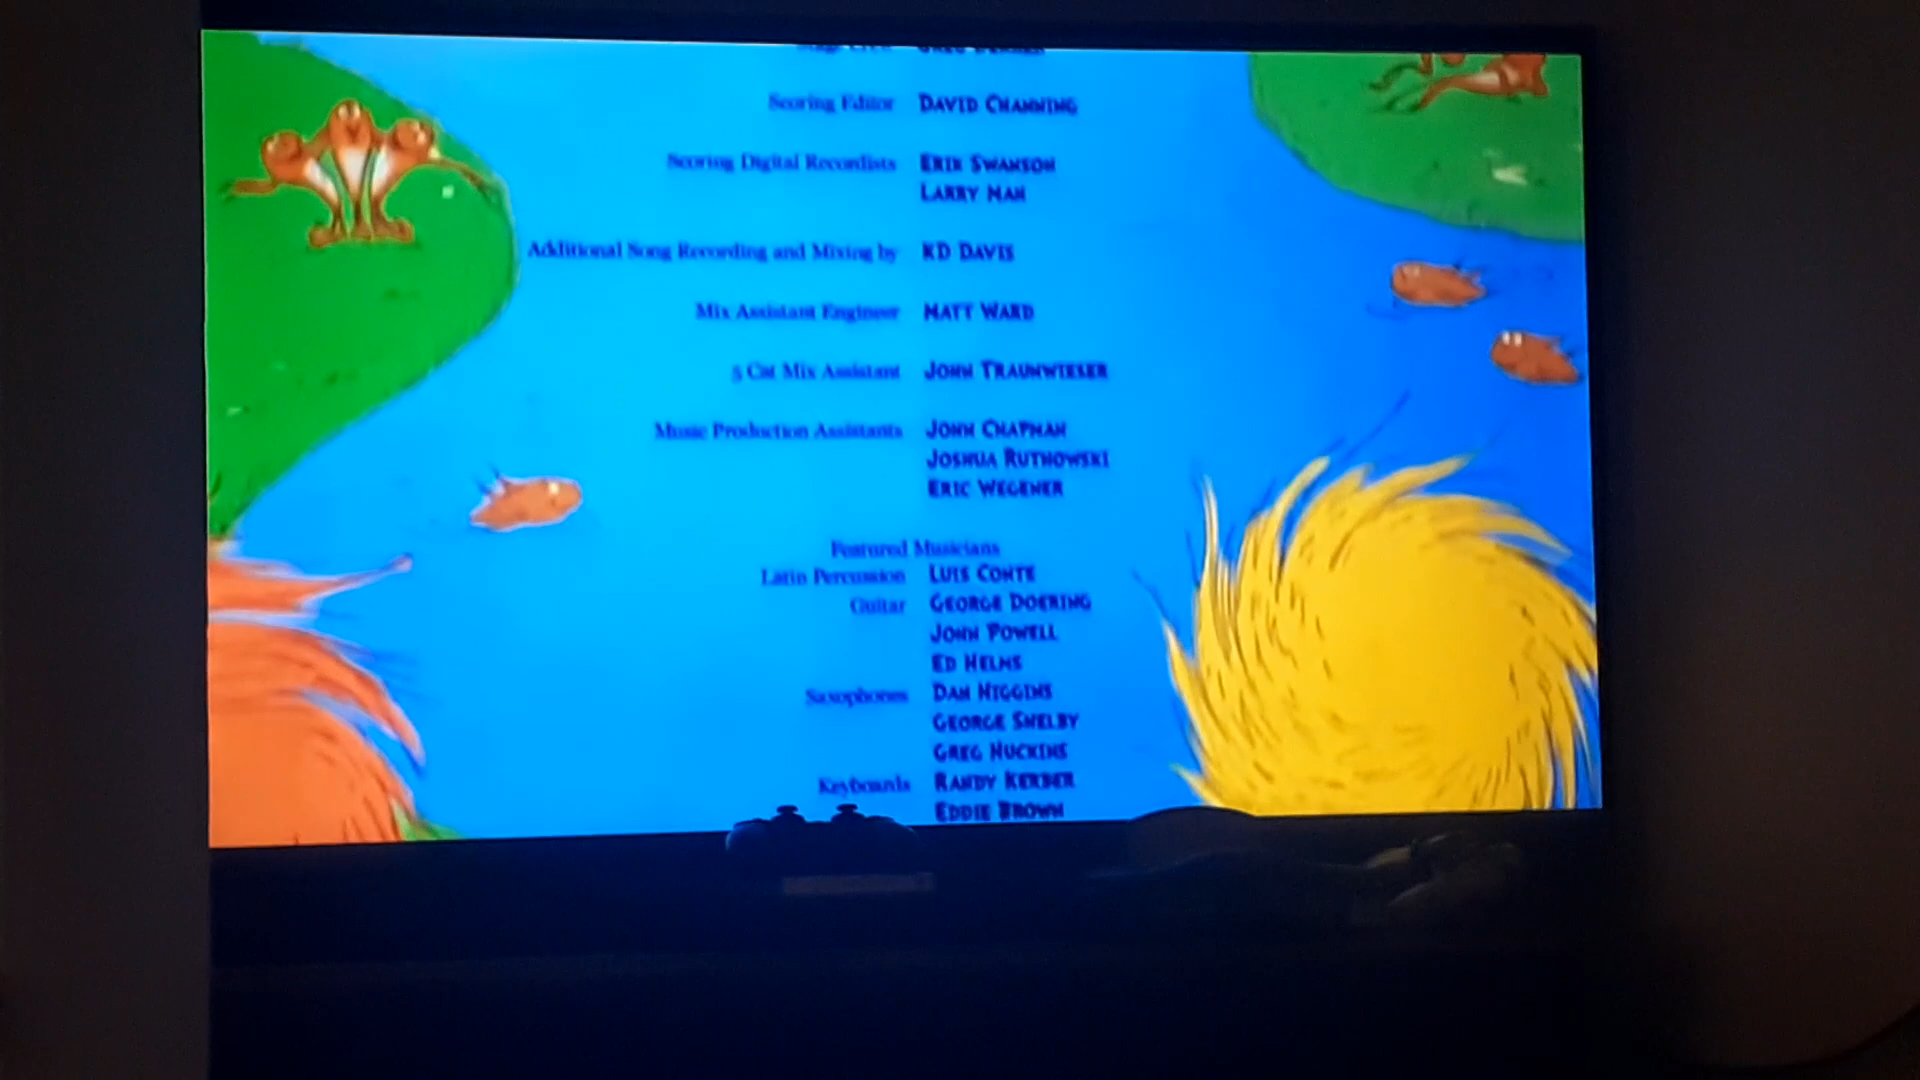 Scoring Editor DAVID CHANNING
Scoring Digital Recordists ERIK SWANSON
LARRY MAH
Additional Song Recording and Mixing by KD DAVIS
Mix Assistant Engineer MATT WARD
5 Cat Mix Assistant JOHN TRAUNWIESER
Music Production Assistants JOHN CHAPMAN
JOSHUA RUTKOWSKI
ERIC WEGENER
Featured Musicians
Latin Percussion LUIS CONTE
Guitar GEORGE DOERING
JOHN POWELL
ED HELMS
Saxophones DAN HIGGINS
GEORGE SHELBY
GREG HUCKINS
Keyboards RANDY KERBER
EDDIE BROWN